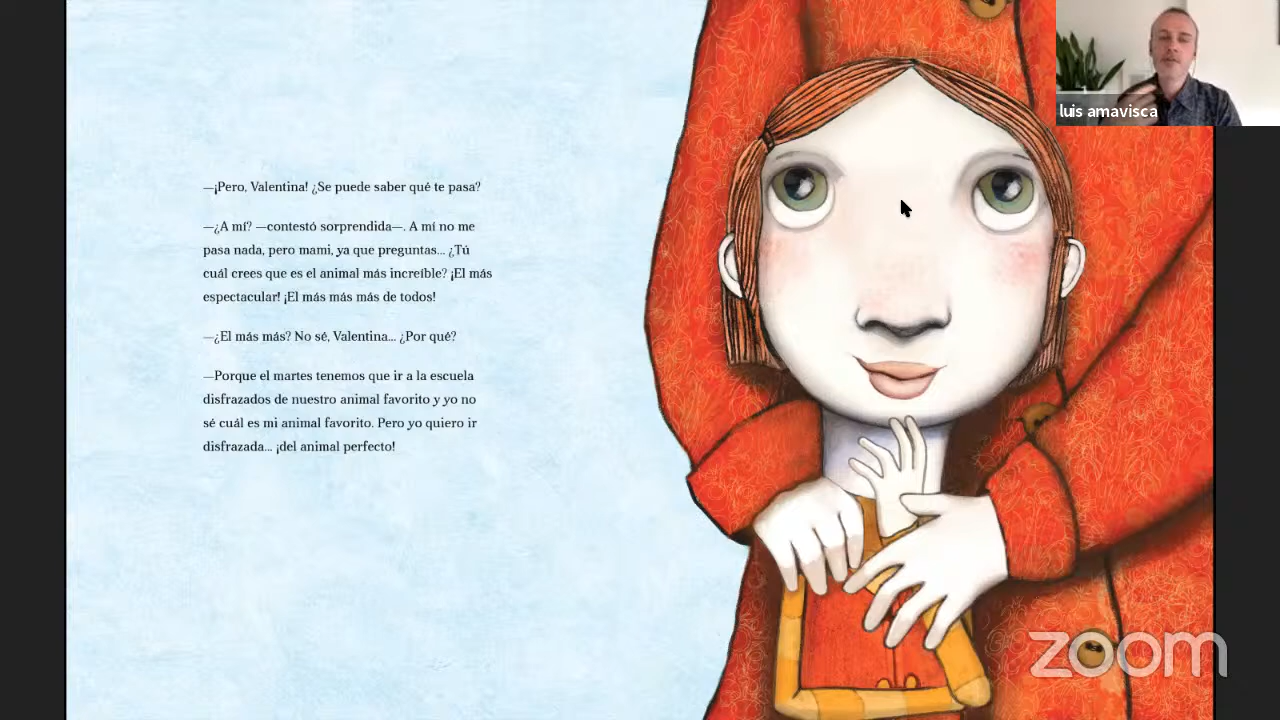 luis amavisca
—¡Pero, Valentina! ¿Se puede saber qué te pasa?
—¿A mí? —contestó sorprendida—. A mí no me
pasa nada, pero mami, ya que preguntas... ¿Tú
cuál crees que es el animal más increíble? ¡El más
espectacular! ¡El más más más de todos!
—¿El más más? No sé, Valentina... ¿Por qué?
—Porque el martes tenemos que ir a la escuela
disfrazados de nuestro animal favorito y yo no
sé cuál es mi animal favorito. Pero yo quiero ir
disfrazada... ¡del animal perfecto!
zoom